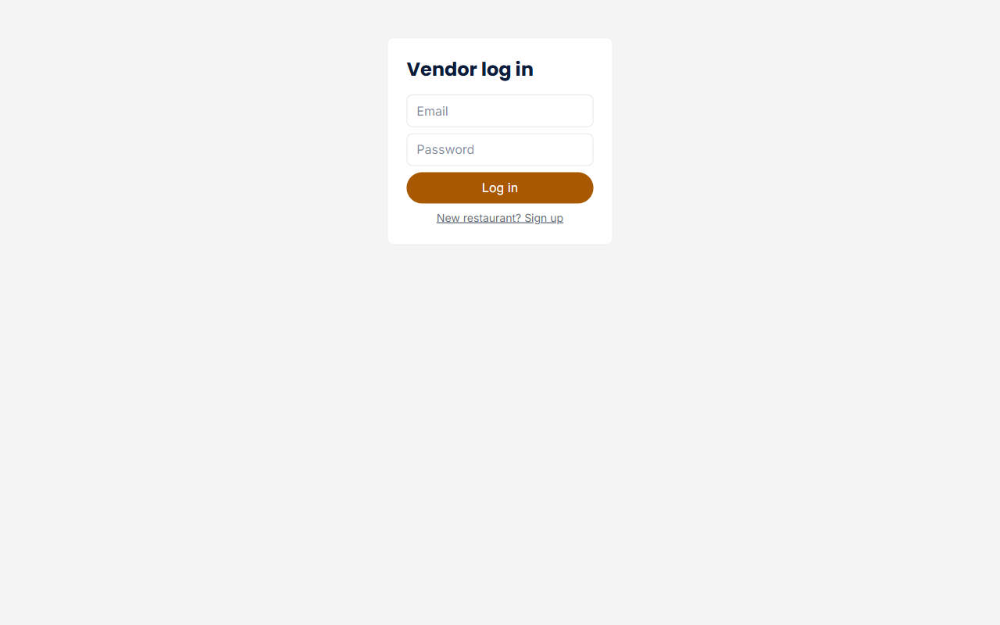 Vendor log in
Email
Password
Log in
New restaurant? Sign up